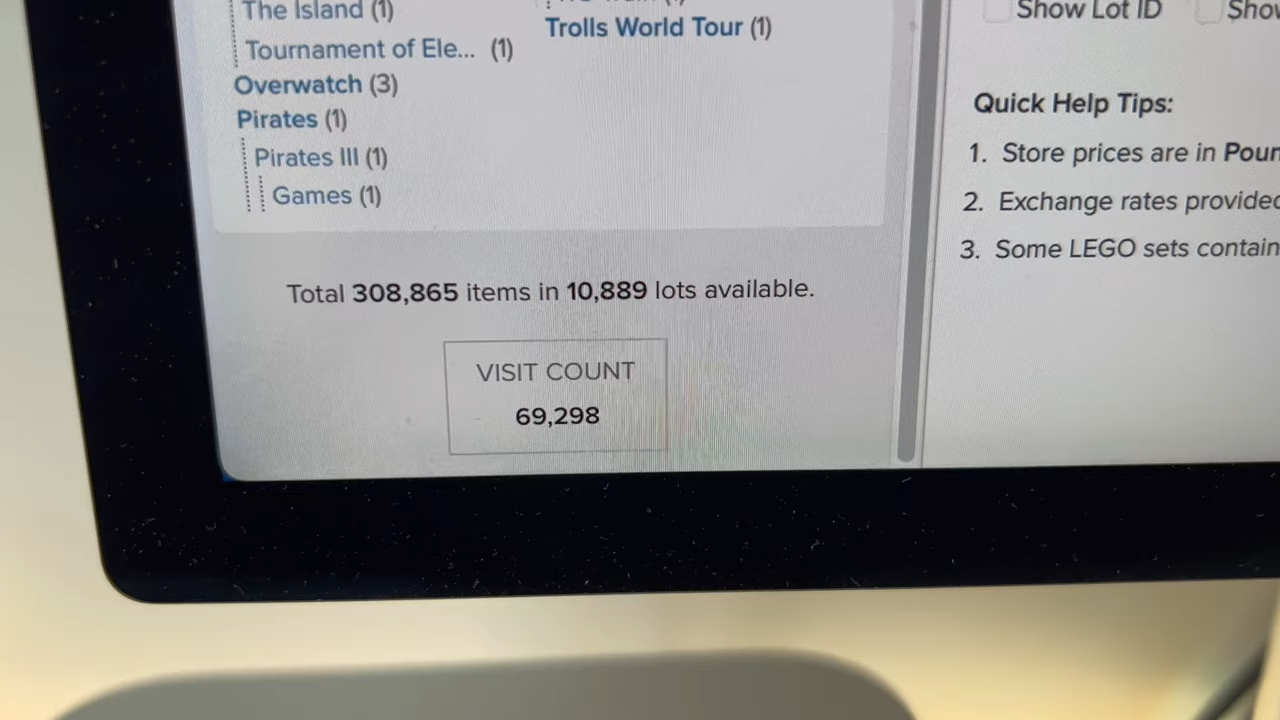 The Island (1)
Tournament of Ele... (1)
Overwatch (3)
Pirates (1)
Pirates III (1)
Games (1)
Trolls World Tour (1)
Total 308,865 items in 10,889 lots available.
VISIT COUNT
69,298
Show Lot ID
Quick Help Tips:
1. Store prices are in
2. Exchange rates
3. Some LEGO sets contain